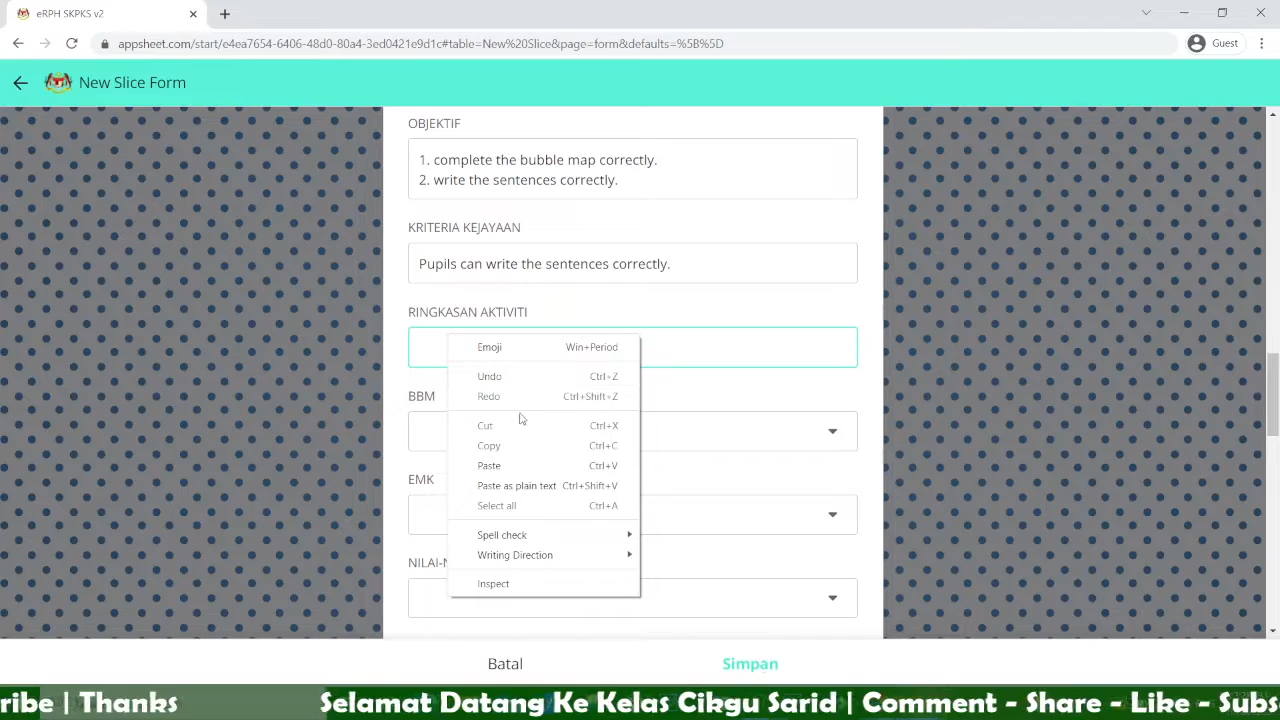 eRPH SKPKS v2
appsheet.com/start/e4ea7654-6406-48d0-80a4-3ed0421e9d1c#table=New%20Slice&page=form&defaults=%5B%5D
Guest
New Slice Form
OBJEKTIF
1. complete the bubble map correctly.
2. write the sentences correctly.
KRITERIA KEJAYAAN
Pupils can write the sentences correctly.
RINGKASAN AKTIVITI
Emoji Win+Period
Undo Ctrl+Z
Redo Ctrl+Shift+Z
BBM
Cut Ctrl+X
Copy Ctrl+C
Paste Ctrl+V
EMK
Paste as plain text Ctrl+Shift+V
Select all Ctrl+A
Spell check
Writing Direction
NILAI-N
Inspect
Batal Simpan
ribe | Thanks Selamat Datang Ke Kelas Cikgu Sarid | Comment - Share - Like - Subs